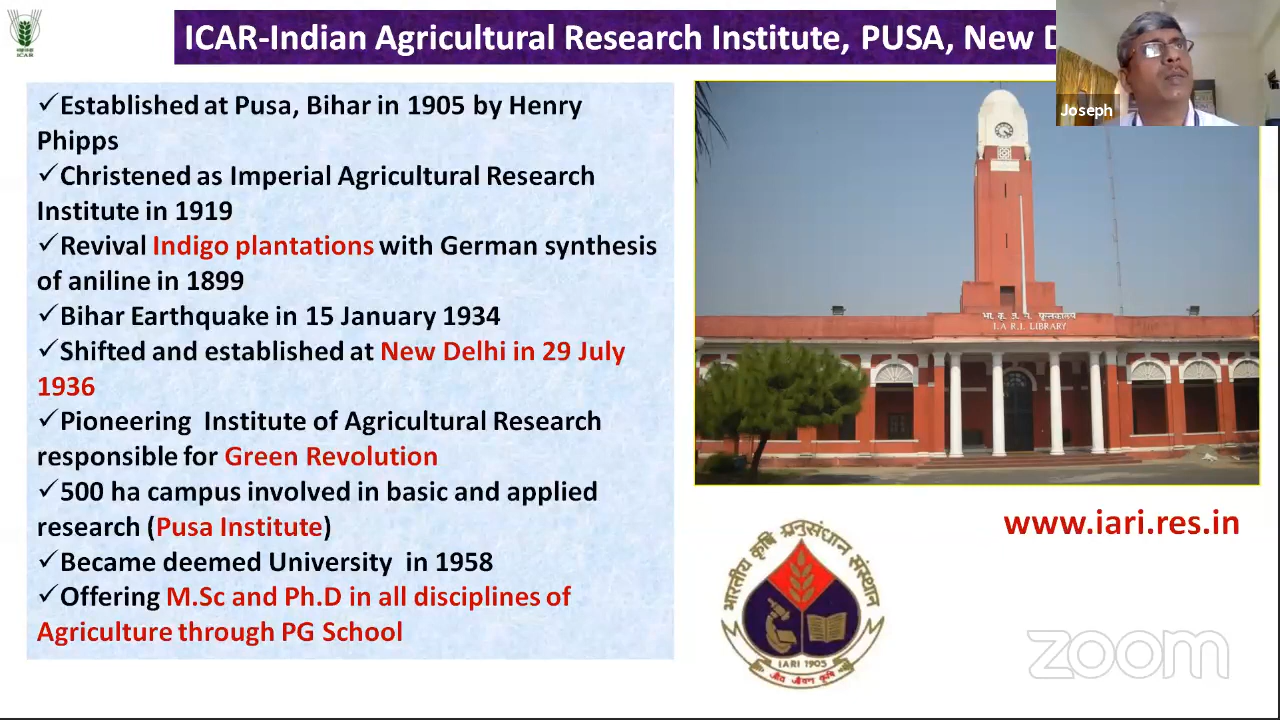 ICAR-Indian Agricultural Research Institute, PUSA, New D
ICAR
Joseph
✓Established at Pusa, Bihar in 1905 by Henry
Phipps
✓Christened as Imperial Agricultural Research
Institute in 1919
✓Revival Indigo plantations with German synthesis
of aniline in 1899
✓Bihar Earthquake in 15 January 1934
✓Shifted and established at New Delhi in 29 July
1936
✓Pioneering Institute of Agricultural Research
responsible for Green Revolution
✓500 ha campus involved in basic and applied
research (Pusa Institute)
✓Became deemed University in 1958
✓Offering M.Sc and Ph.D in all disciplines of
Agriculture through PG School
I.A R.I. LIBRARY
www.iari.res.in
भारतीय कृषि अनुसंधान संस्थान
IARI 1905
zoom